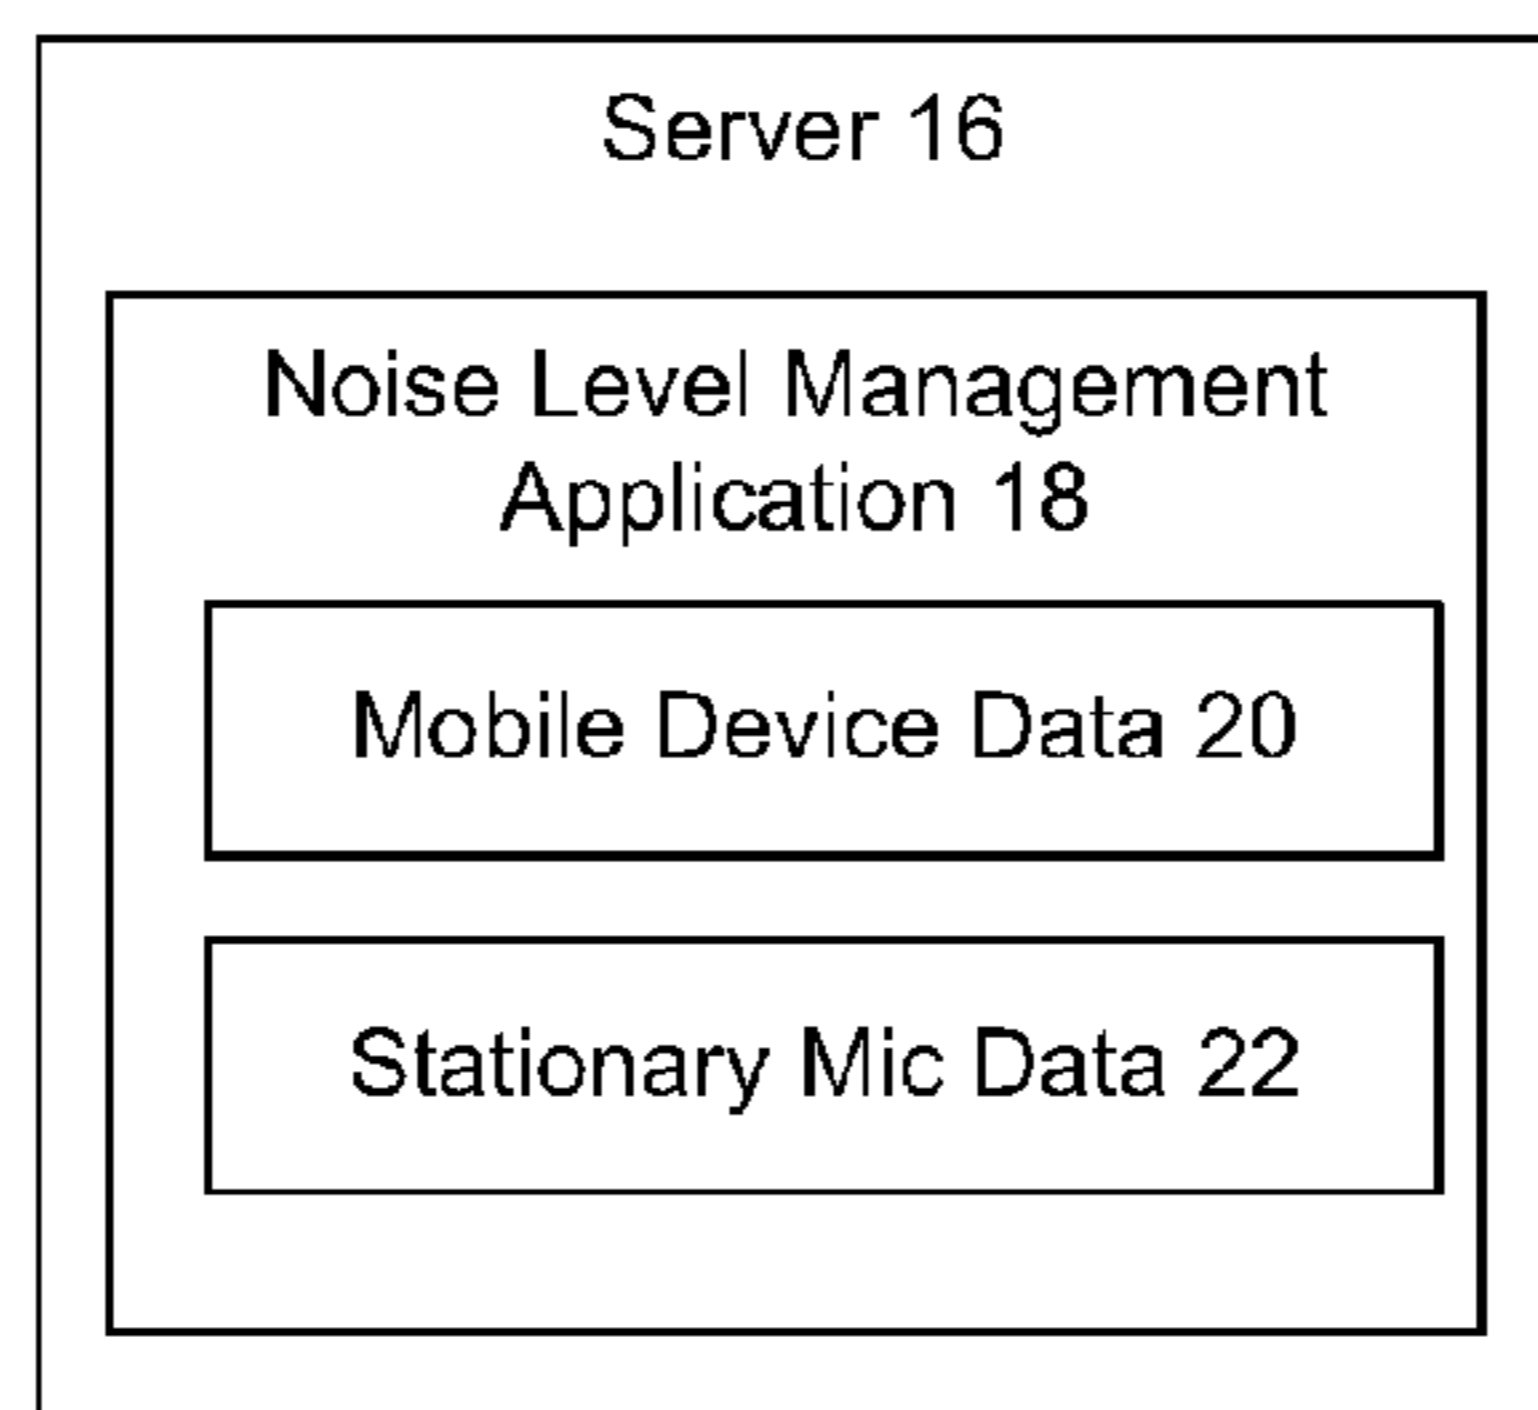 Server 16
Noise Level Management
Application 18
Mobile Device Data 20
Stationary Mic Data 22